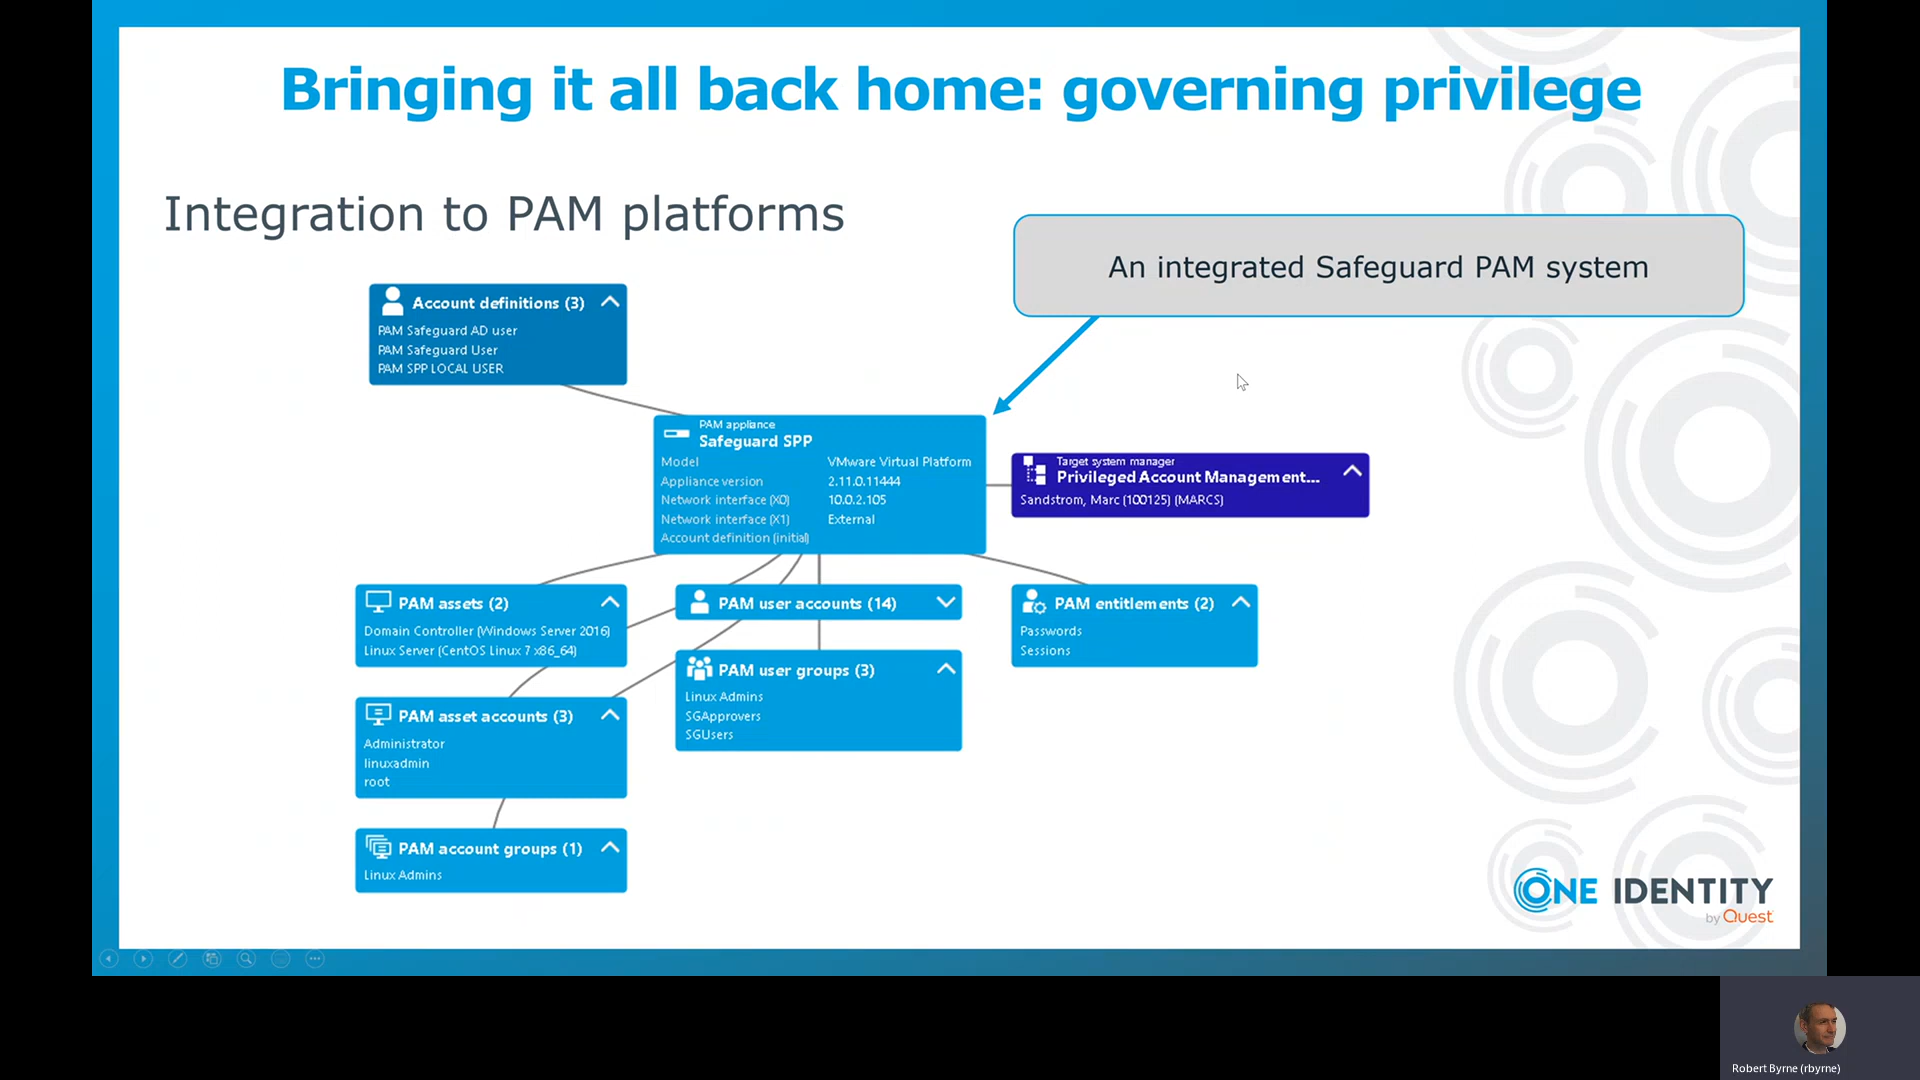 Bringing it all back home: governing privilege
Integration to PAM platforms
An integrated Safeguard PAM system
Account definitions (3)
PAM Safeguard AD user
PAM Safeguard User
PAM SPP LOCAL USER
PAM appliance
Safeguard SPP
Model VMware Virtual Platform
Appliance version 2.11.0.11444
Network interface (X0) 10.0.2.105
Network interface (X1) External
Account definition (initial)
Target system manager
Privileged Account Management...
Sandstrom, Marc (100125) (MARCS)
PAM assets (2)
Domain Controller (Windows Server 2016)
Linux Server (CentOS Linux 7 x86_64)
PAM user accounts (14)
PAM entitlements (2)
Passwords
Sessions
PAM user groups (3)
Linux Admins
SGApprovers
SGUsers
PAM asset accounts (3)
Administrator
linuxadmin
root
PAM account groups (1)
Linux Admins
ONE IDENTITY
by Quest
Robert Byrne (rbyrne)